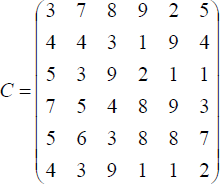 3 7 8 9 2 5
4 4 3 1 9 4
5 3 9 2 1 1
C =
7 5 4 8 9 3
5 6 3 8 8 7
4 3 9 1 1 2